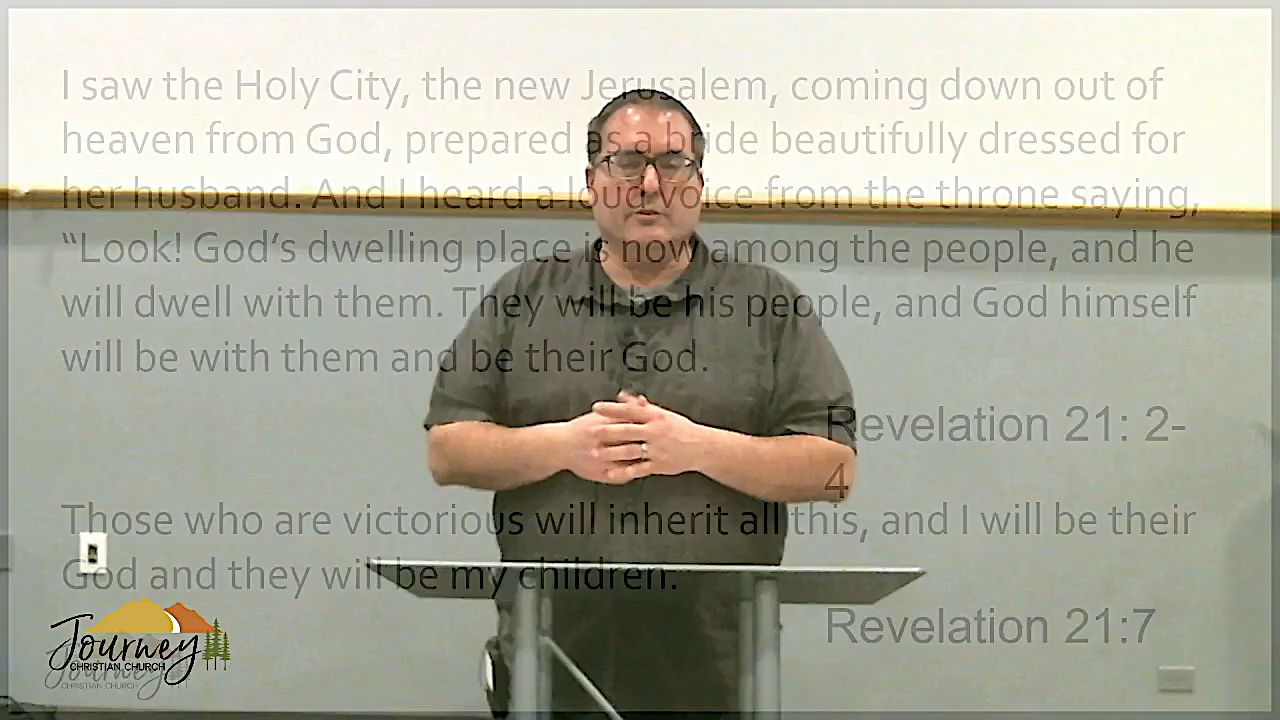 I saw the Holy City, the new Jerusalem, coming down out of
heaven from God, prepared as a bride beautifully dressed for
her husband. And I heard a loud voice from the throne saying,
“Look! God’s dwelling place is now among the people, and he
will dwell with them. They will be his people, and God himself
will be with them and be their God.
Revelation 21: 2-
4
Those who are victorious will inherit all this, and I will be their
God and they will be my children.
Revelation 21:7
Journey
CHRISTIAN CHURCH
Journey
CHRISTIAN CHURCH